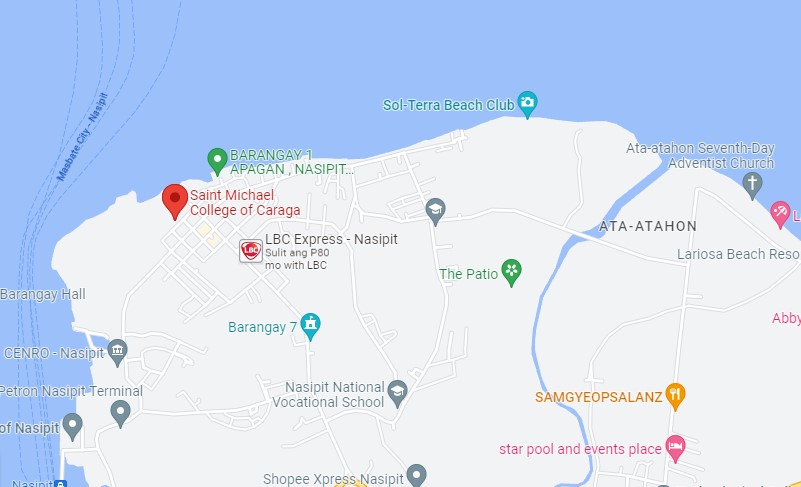 Masbate City - Nasipit
Sol-Terra Beach Club
BARANGAY 1
APAGAN , NASIPIT...
Ata-atahon Seventh-Day
Adventist Church
Saint Michael
College of Caraga
L
ATA-ATAHON
LBC Express - Nasipit
LBC
Sulit ang P80
mo with LBC
Lariosa Beach Reso
The Patio
Barangay Hall
Abby
Barangay 7
CENRO - Nasipit
Petron Nasipit Terminal
Nasipit National
Vocational School
SAMGYEOPSALANZ
of Nasipit
star pool and events place
Shopee Xpress Nasipit
Nasipit